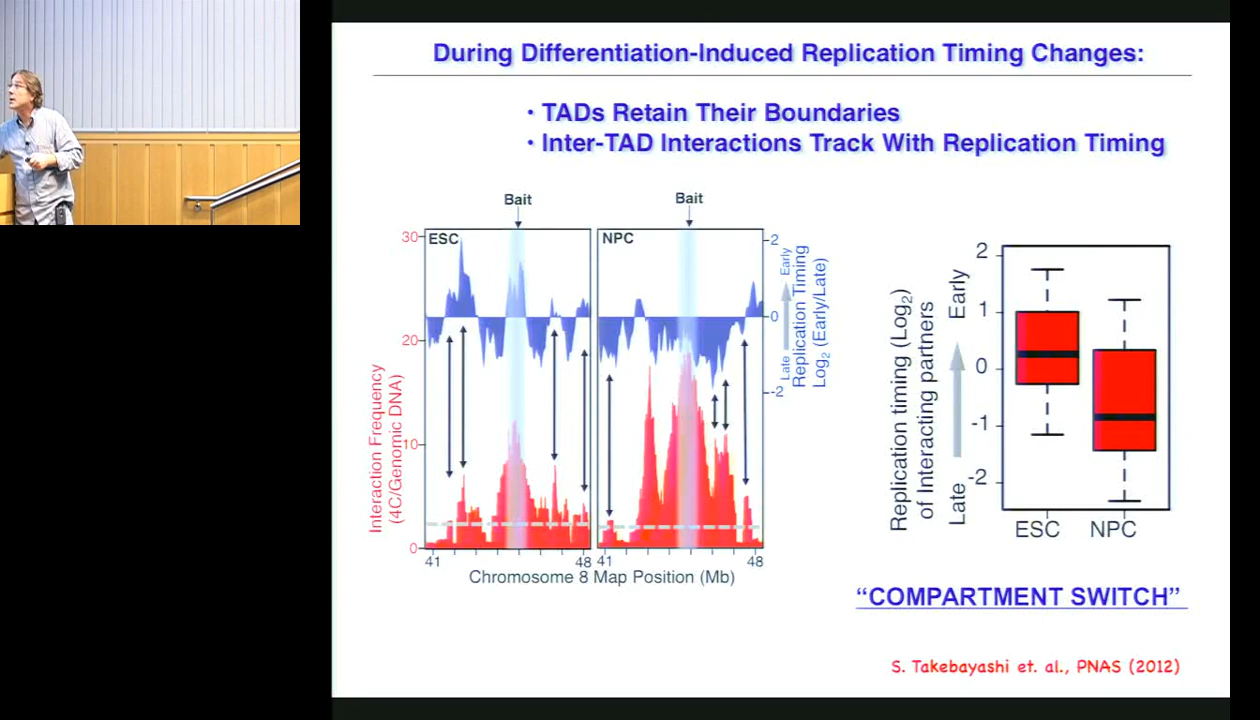 During Differentiation-Induced Replication Timing Changes:
• TADs Retain Their Boundaries
• Inter-TAD Interactions Track With Replication Timing
Bait
Bait
ESC
NPC
30
20
10
0
Interaction Frequency
(4C/Genomic DNA)
2
0
-2
Late
Early
Replication Timing
Log2 (Early/Late)
41
48
41
48
Chromosome 8 Map Position (Mb)
Replication timing (Log2)
of Interacting partners
Late
Early
2
1
0
-1
-2
ESC
NPC
“COMPARTMENT SWITCH”
S. Takebayashi et. al., PNAS (2012)